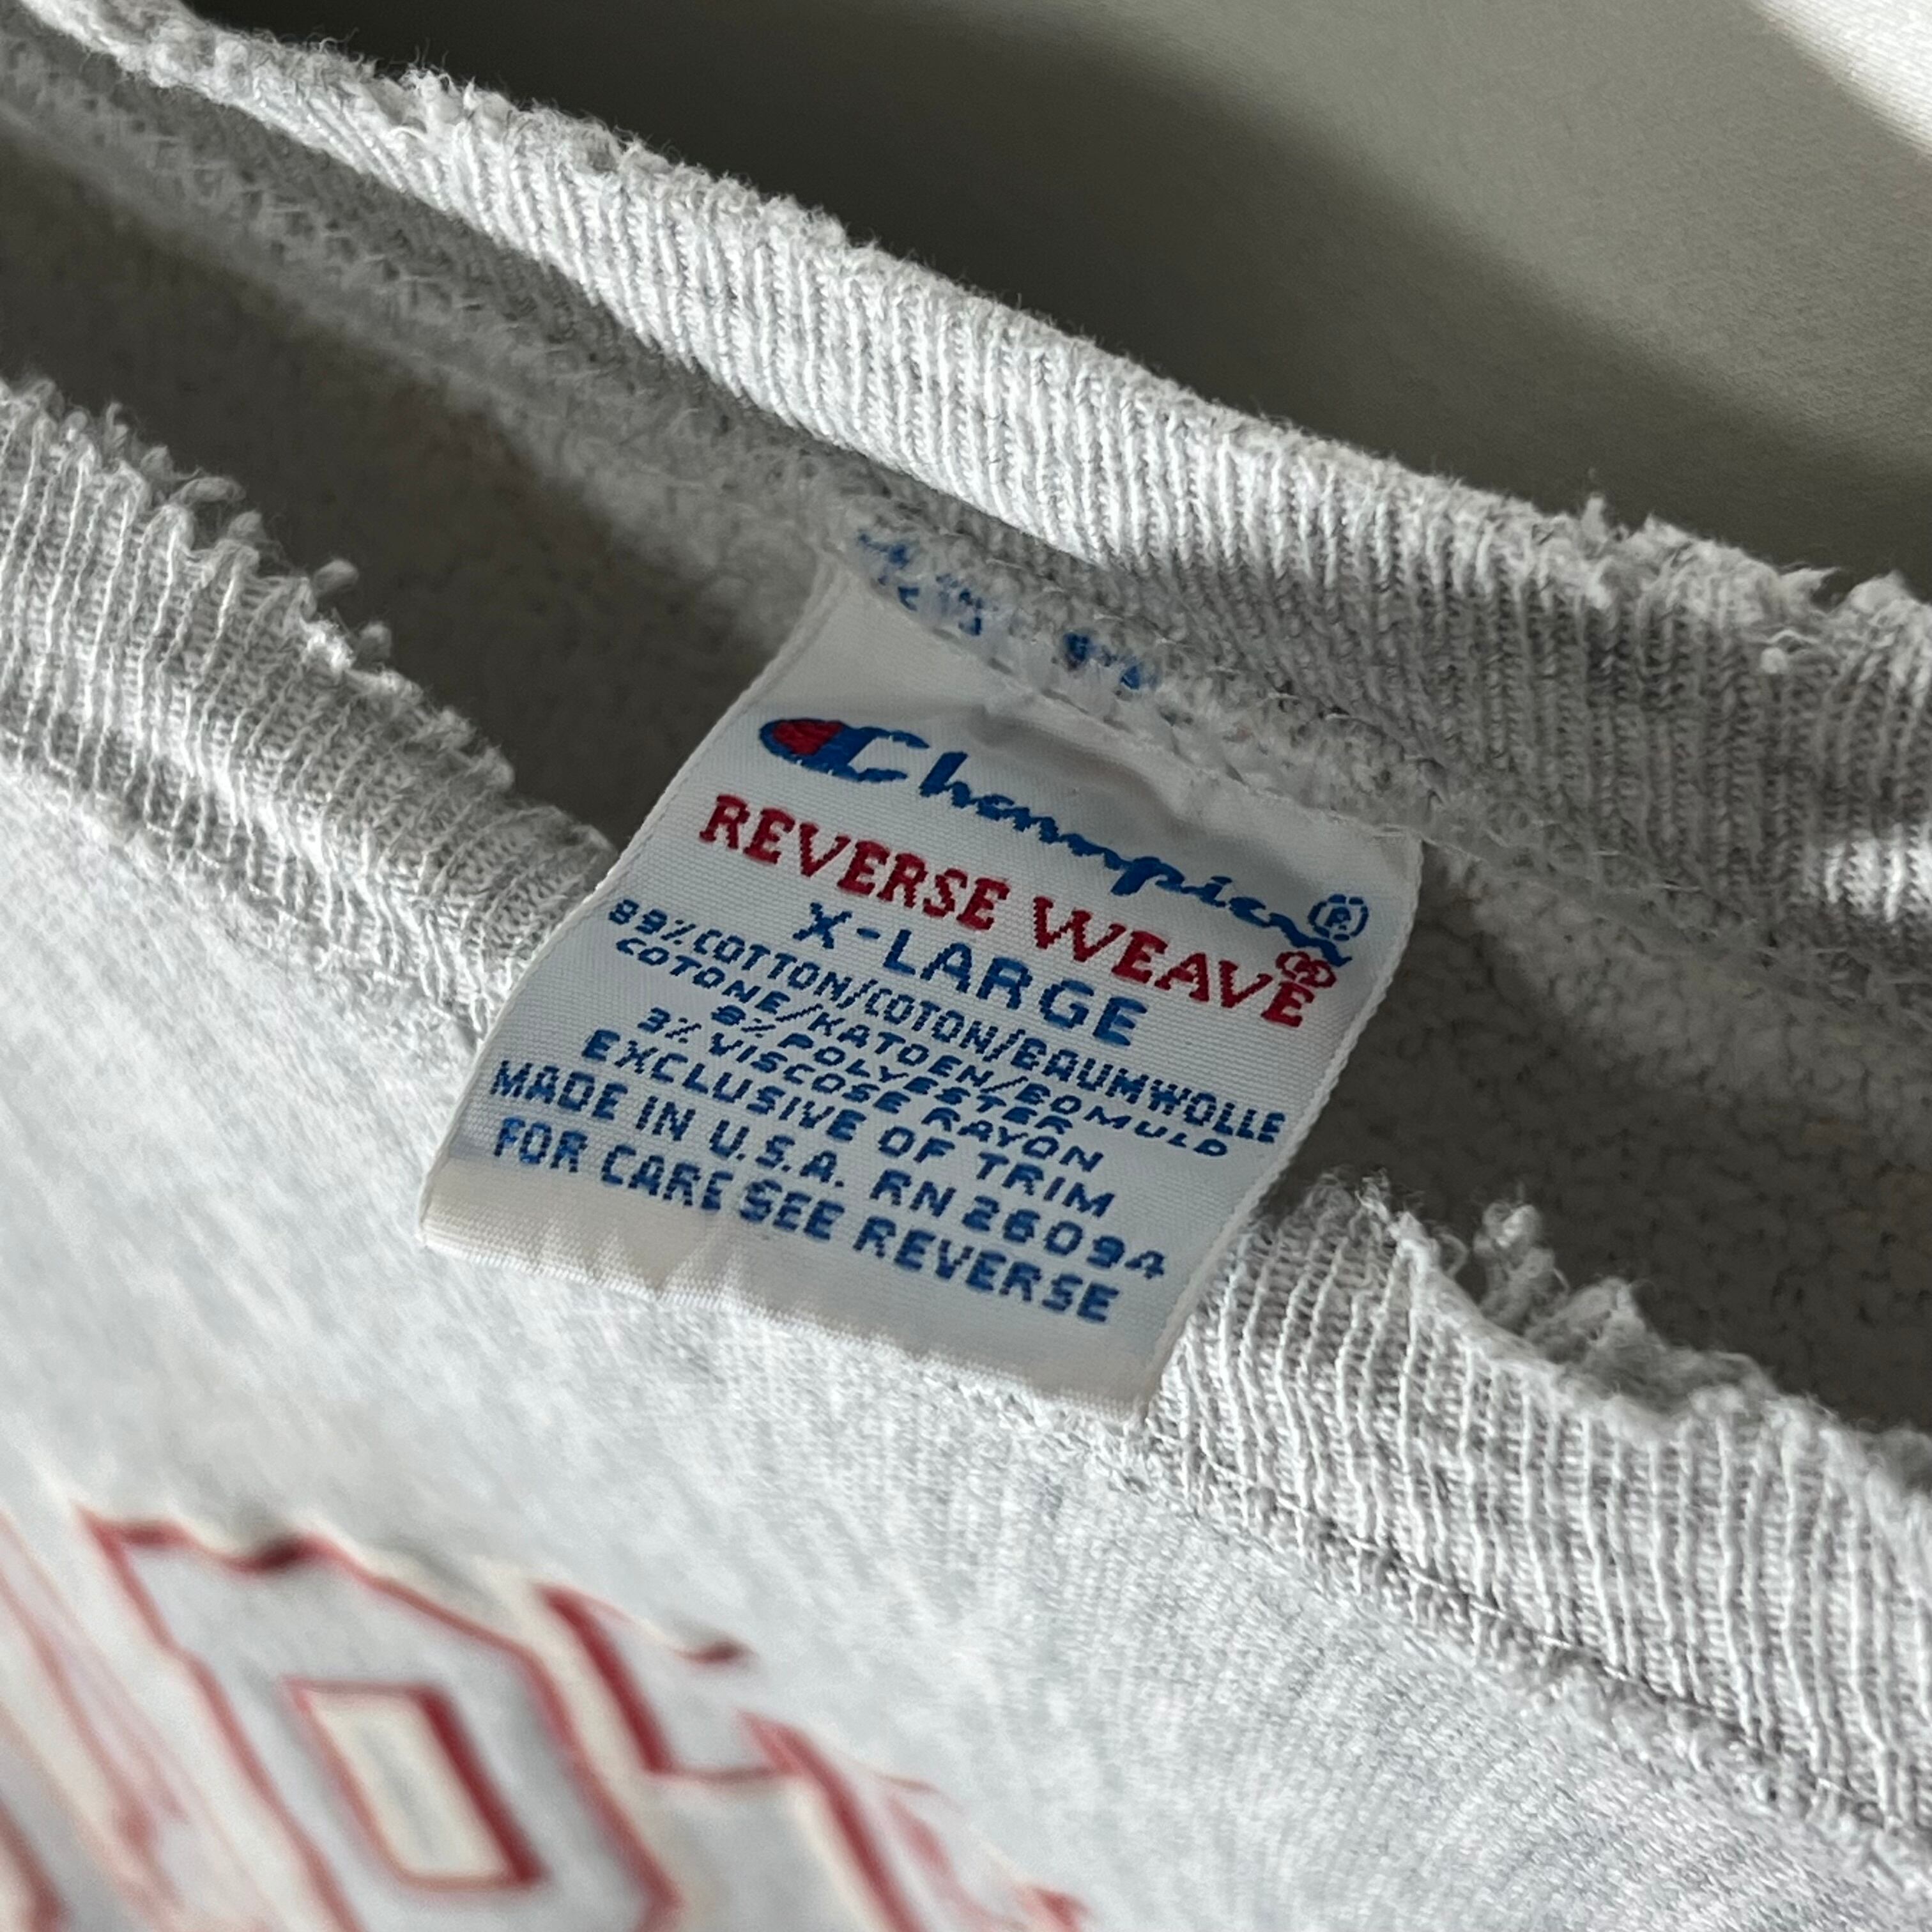 Champion®
REVERSE WEAVE
X-LARGE
89% COTTON/COTON/BAUMWOLLE
COTONE/KATOEN/BOMULD
8% POLYESTER
3% VISCOSE RAYON
EXCLUSIVE OF TRIM
MADE IN U.S.A. RN 26094
FOR CARE SEE REVERSE